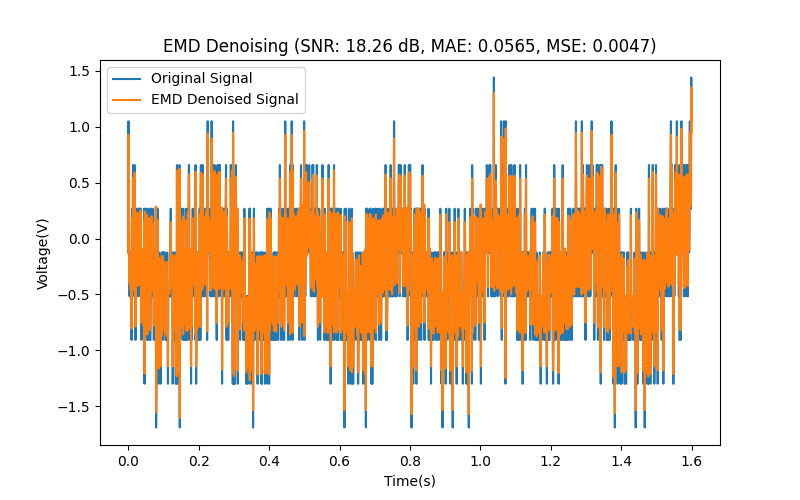 EMD Denoising (SNR: 18.26 dB, MAE: 0.0565, MSE: 0.0047)
Original Signal
EMD Denoised Signal
1.5
1.0
0.5
0.0
−0.5
−1.0
−1.5
Voltage(V)
0.0 0.2 0.4 0.6 0.8 1.0 1.2 1.4 1.6
Time(s)